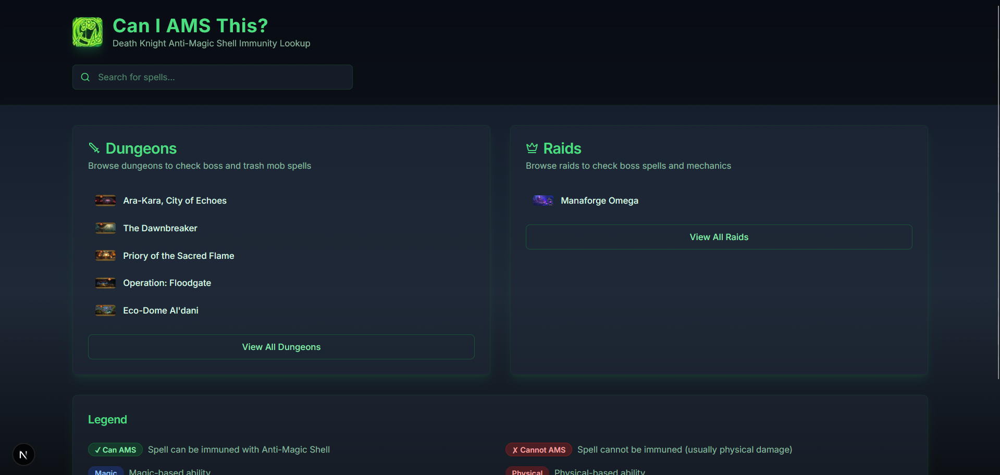 Can I AMS This?
Death Knight Anti-Magic Shell Immunity Lookup
Search for spells...
Dungeons
Browse dungeons to check boss and trash mob spells
Ara-Kara, City of Echoes
The Dawnbreaker
Priory of the Sacred Flame
Operation: Floodgate
Eco-Dome Al'dani
View All Dungeons
Raids
Browse raids to check boss spells and mechanics
Manaforge Omega
View All Raids
Legend
✓ Can AMS Spell can be immuned with Anti-Magic Shell
✗ Cannot AMS Spell cannot be immuned (usually physical damage)
Magic Magic-based ability
Physical Physical-based ability
N